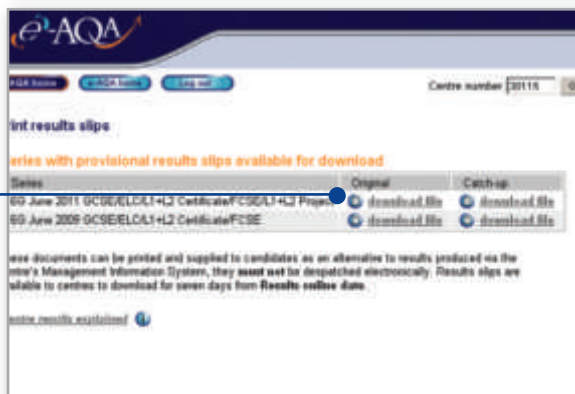 e-AQA
AQA home e-AQA home Log out Centre number 30115
int results slips
eries with provisional results slips available for download
Series Original Catch-up
6G June 2011 GCSE/ELC/L1+L2 Certificate/FCSE/L1+L2 Project download file download file
6G June 2009 GCSE/ELC/L1+L2 Certificate/FCSE download file download file
ese documents can be printed and supplied to candidates as an alternative to results produced via the
entre's Management Information System, they must not be despatched electronically. Results slips are
ailable to centres to download for seven days from Results online date.
entre results explained